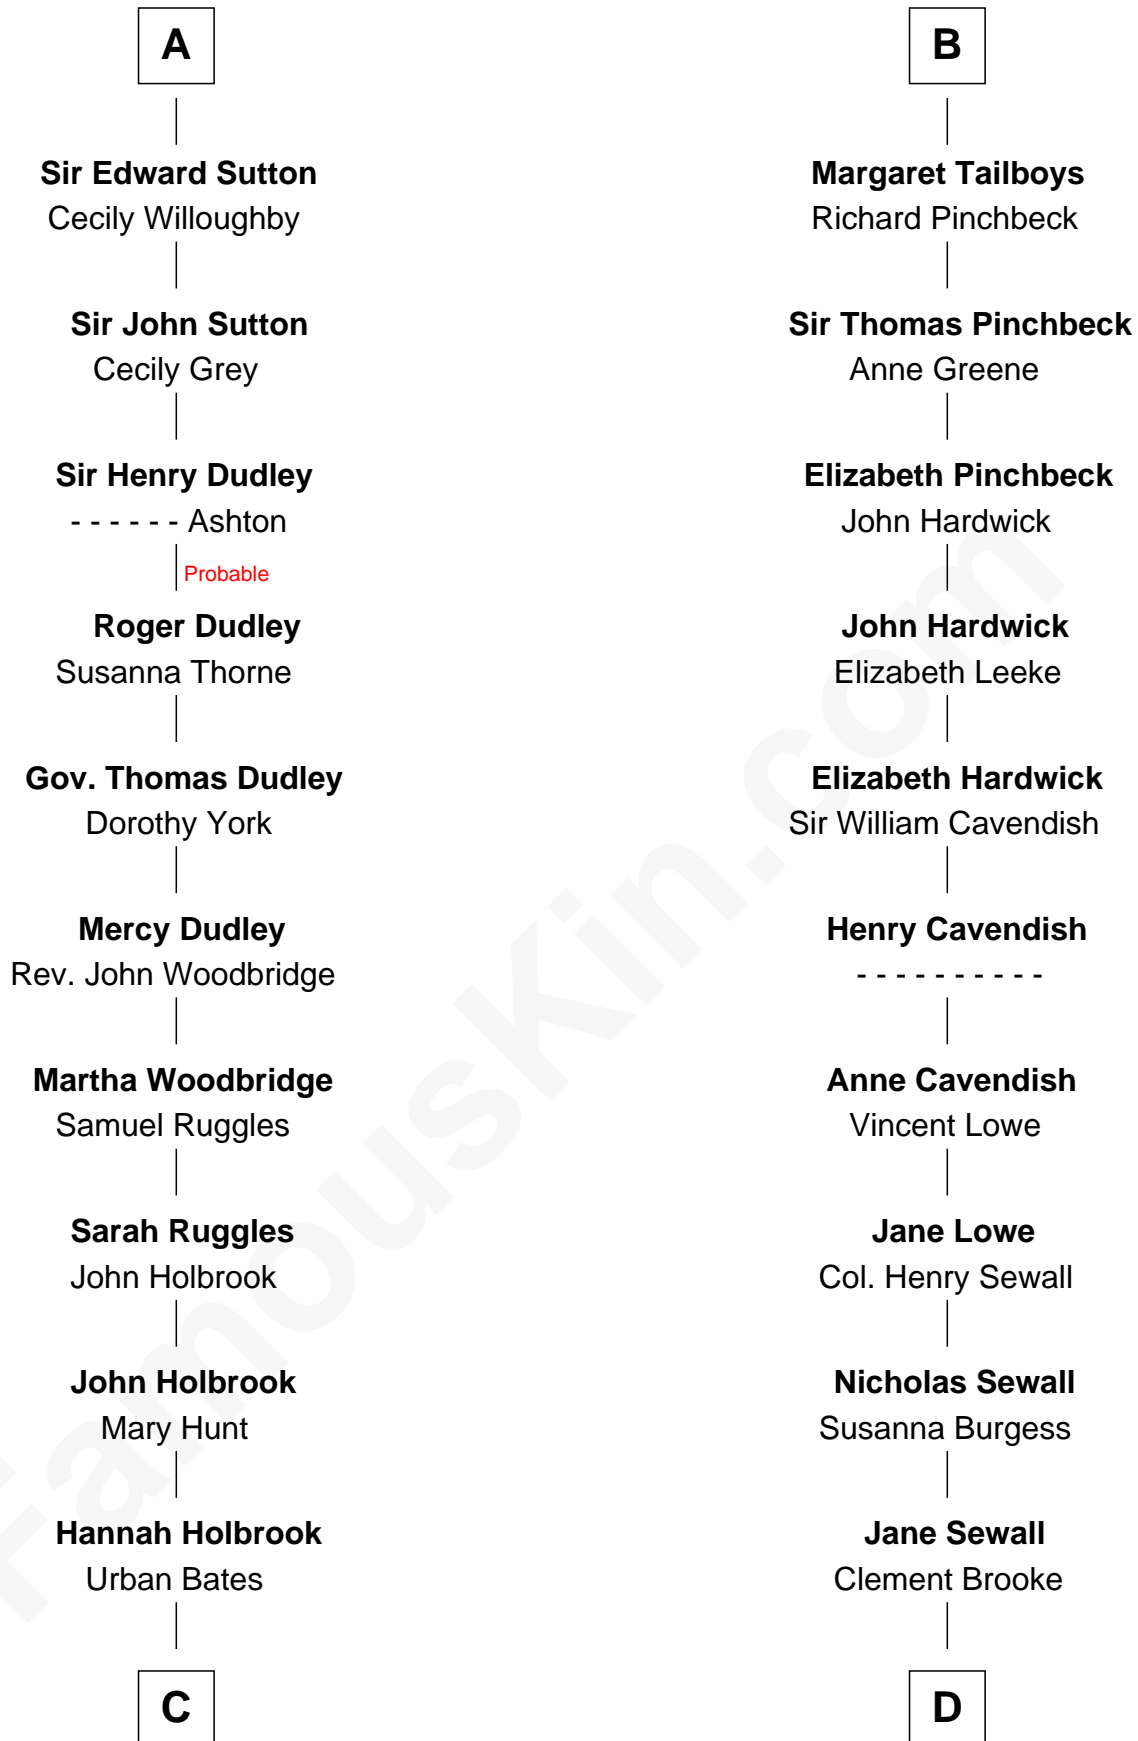 A
Sir Edward Sutton
Cecily Willoughby
Sir John Sutton
Cecily Grey
Sir Henry Dudley
- - - - - - Ashton
Probable
Roger Dudley
Susanna Thorne
Gov. Thomas Dudley
Dorothy York
Mercy Dudley
Rev. John Woodbridge
Martha Woodbridge
Samuel Ruggles
Sarah Ruggles
John Holbrook
John Holbrook
Mary Hunt
Hannah Holbrook
Urban Bates
C
B
Margaret Tailboys
Richard Pinchbeck
Sir Thomas Pinchbeck
Anne Greene
Elizabeth Pinchbeck
John Hardwick
John Hardwick
Elizabeth Leeke
Elizabeth Hardwick
Sir William Cavendish
Henry Cavendish
- - - - - - - - - -
Anne Cavendish
Vincent Lowe
Jane Lowe
Col. Henry Sewall
Nicholas Sewall
Susanna Burgess
Jane Sewall
Clement Brooke
D
FamousKin.com